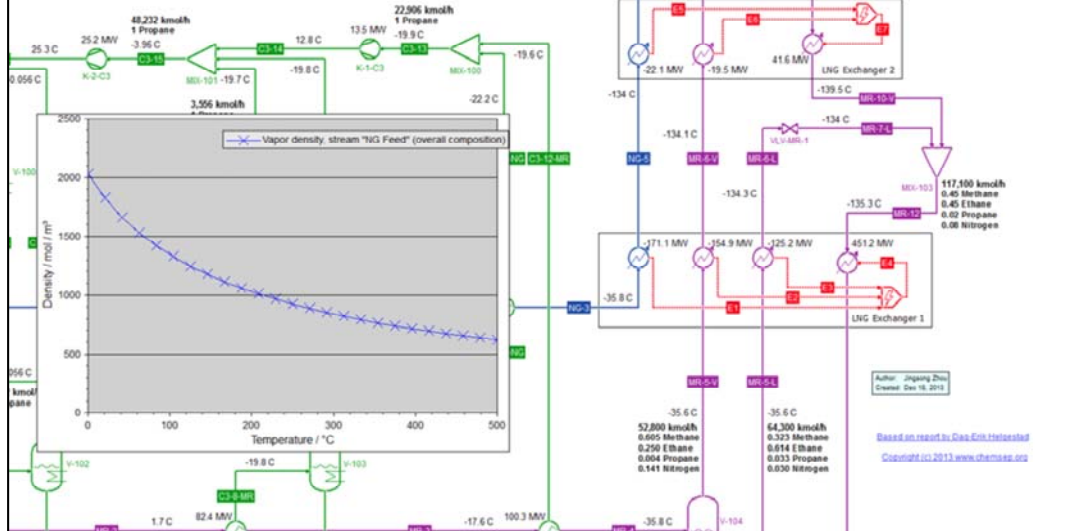 48,232 kmol/h
1 Propane
-3.96 C
25.3 C
25.2 MW
K-2-C3
C3-15
MIX-101
-19.7 C
C3-14
12.8 C
-19.8 C
13.5 MW
K-1-C3
22,906 kmol/h
1 Propane
-19.9 C
C3-13
MIX-100
-19.6 C
-22.2 C
0.056 C
3,556 kmol/h
V-100
2500
2000
1500
1000
500
0
Density / mol / m³
Vapor density, stream "NG Feed" (overall composition)
0
100
200
300
400
500
Temperature / °C
NG
C3-12-MR
NG
056 C
kmol/
pane
V-102
-19.8 C
V-103
C3-8-MR
1.7 C
82.4 MW
-17.6 C
100.3 MW
-35.8 C
V-104
E5
E6
E7
-22.1 MW
-19.5 MW
41.6 MW
LNG Exchanger 2
-134 C
-139.5 C
MR-10-V
-134 C
MR-7-L
VLV-MR-1
-134.1 C
NG-5
MR-6-V
MR-6-L
-134.3 C
MIX-103
117,100 kmol/h
0.45 Methane
0.45 Ethane
0.02 Propane
0.08 Nitrogen
-135.3 C
MR-12
-171.1 MW
-154.9 MW
-125.2 MW
451.2 MW
E4
E3
E2
E1
LNG Exchanger 1
-35.8 C
NG-3
MR-5-V
MR-5-L
-35.6 C
52,800 kmol/h
0.605 Methane
0.250 Ethane
0.004 Propane
0.141 Nitrogen
-35.6 C
64,300 kmol/h
0.323 Methane
0.614 Ethane
0.033 Propane
0.030 Nitrogen
Author: Jingsong Zhou
Created: Dec 18, 2013
Based on report by Dag-Erik Helgestad
Copyright (c) 2013 www.chemsep.org